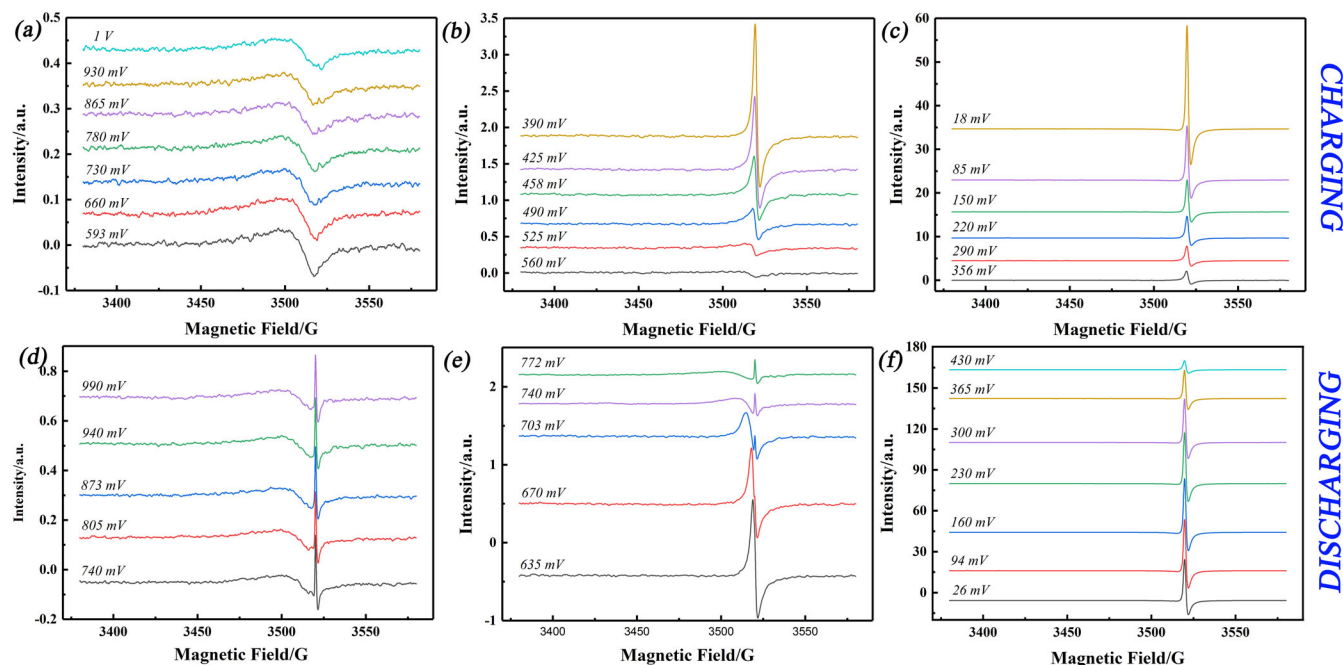 (a)
1 V
930 mV
865 mV
780 mV
730 mV
660 mV
593 mV
0.5
0.4
0.3
0.2
0.1
0.0
-0.1
3400
3450
3500
3550
Intensity/a.u.
Magnetic Field/G
(b)
390 mV
425 mV
458 mV
490 mV
525 mV
560 mV
3.5
3.0
2.5
2.0
1.5
1.0
0.5
0.0
3400
3450
3500
3550
Intensity/a.u.
Magnetic Field/G
(c)
18 mV
85 mV
150 mV
220 mV
290 mV
356 mV
60
50
40
30
20
10
0
3400
3450
3500
3550
Intensity/a.u.
Magnetic Field/G
CHARGING
(d)
990 mV
940 mV
873 mV
805 mV
740 mV
0.8
0.6
0.4
0.2
0.0
-0.2
3400
3450
3500
3550
Intensity/a.u.
Magnetic Field/G
(e)
772 mV
740 mV
703 mV
670 mV
635 mV
2
1
0
-1
3400
3450
3500
3550
Intensity/a.u.
Magnetic Field/G
(f)
430 mV
365 mV
300 mV
230 mV
160 mV
94 mV
26 mV
180
150
120
90
60
30
0
3400
3450
3500
3550
Intensity/a.u.
Magnetic Field/G
DISCHARGING